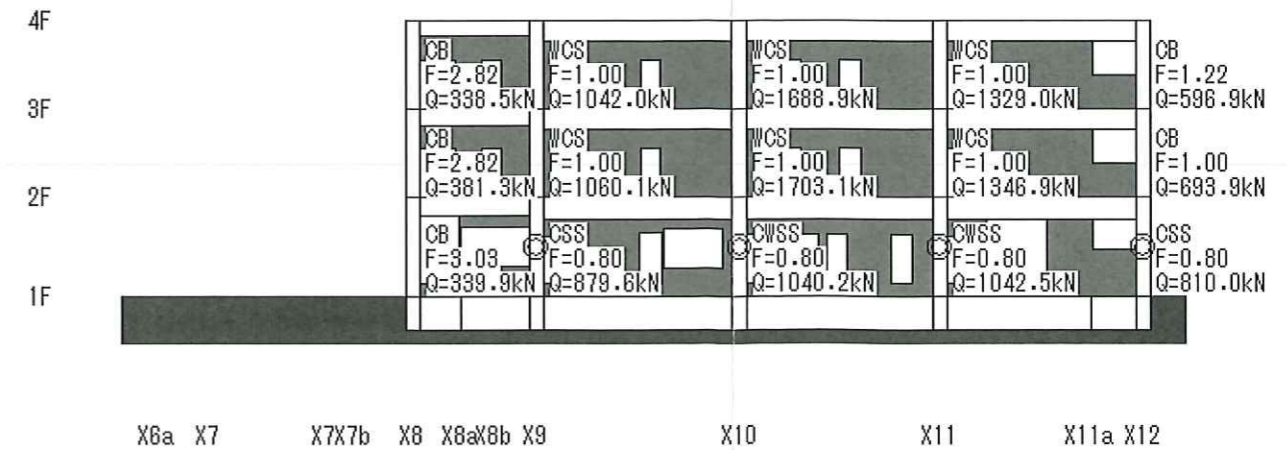 4F
CB WCS WCS WCS CB
F=2.82 F=1.00 F=1.00 F=1.00 F=1.22
Q=338.5kN Q=1042.0kN Q=1688.9kN Q=1329.0kN Q=596.9kN
3F
CB WCS WCS WCS CB
F=2.82 F=1.00 F=1.00 F=1.00 F=1.00
Q=381.3kN Q=1060.1kN Q=1703.1kN Q=1346.9kN Q=693.9kN
2F
CB CSS CWSS CWSS CSS
F=3.03 F=0.80 F=0.80 F=0.80 F=0.80
Q=339.9kN Q=879.6kN Q=1040.2kN Q=1042.5kN Q=810.0kN
1F
X6a X7 X7X7b X8 X8aX8b X9 X10 X11 X11a X12